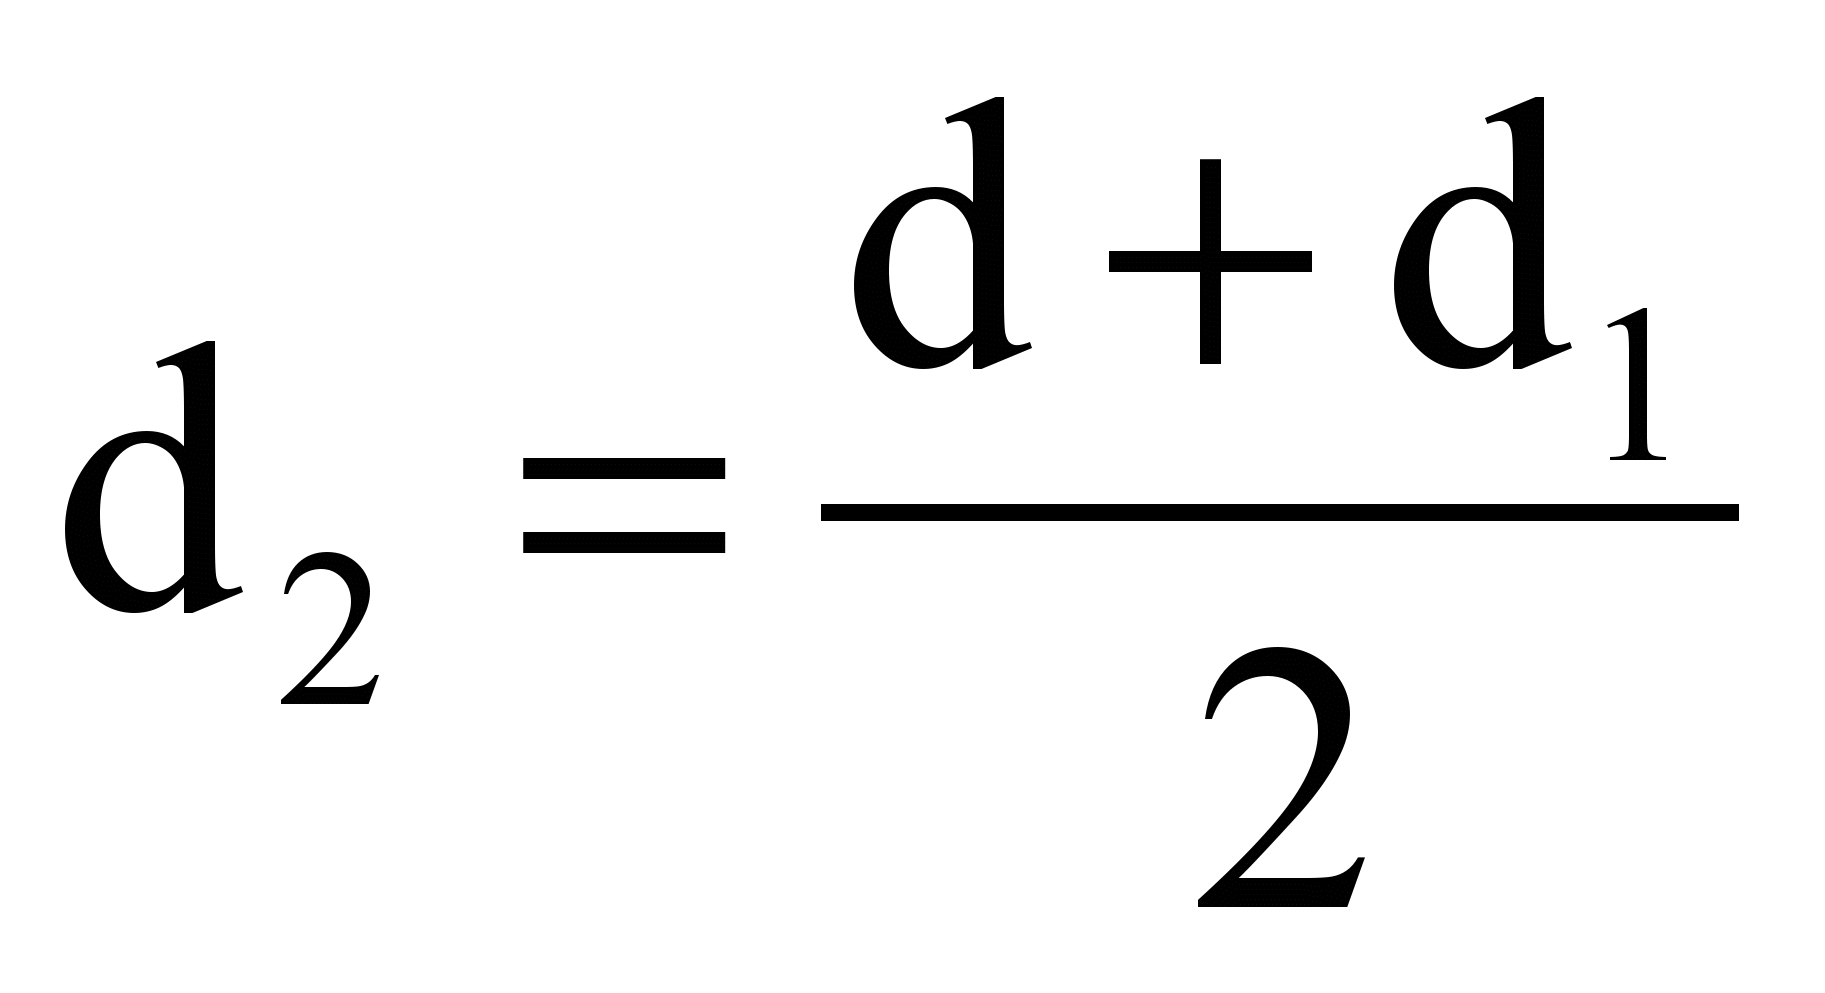 d₂ = (d + d₁) / 2